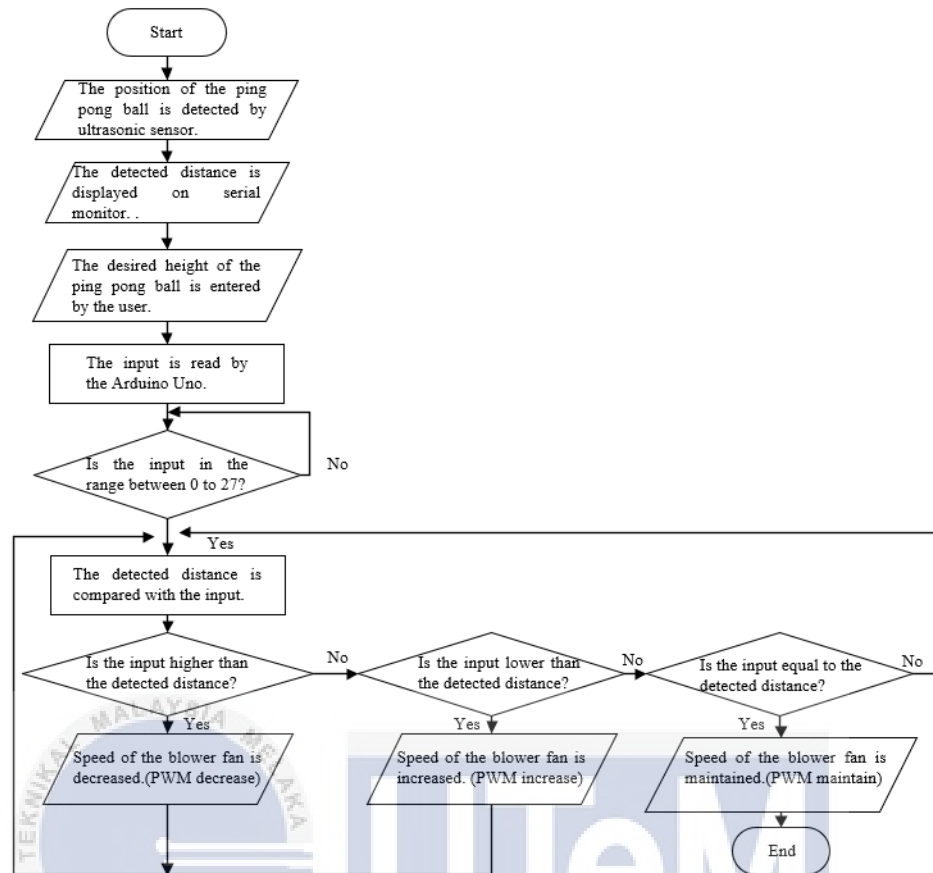 Start
The position of the ping
pong ball is detected by
ultrasonic sensor.
The detected distance is
displayed on serial
monitor. .
The desired height of the
ping pong ball is entered
by the user.
The input is read by
the Arduino Uno.
Is the input in the
range between 0 to 27?
No
Yes
The detected distance is
compared with the input.
Is the input higher than
the detected distance?
No
Is the input lower than
the detected distance?
No
Is the input equal to the
detected distance?
No
Yes
Yes
Yes
Speed of the blower fan is
decreased.(PWM decrease)
Speed of the blower fan is
increased. (PWM increase)
Speed of the blower fan is
maintained.(PWM maintain)
End
TEKNIKAL MALAYSIA MELAKA
UTeM